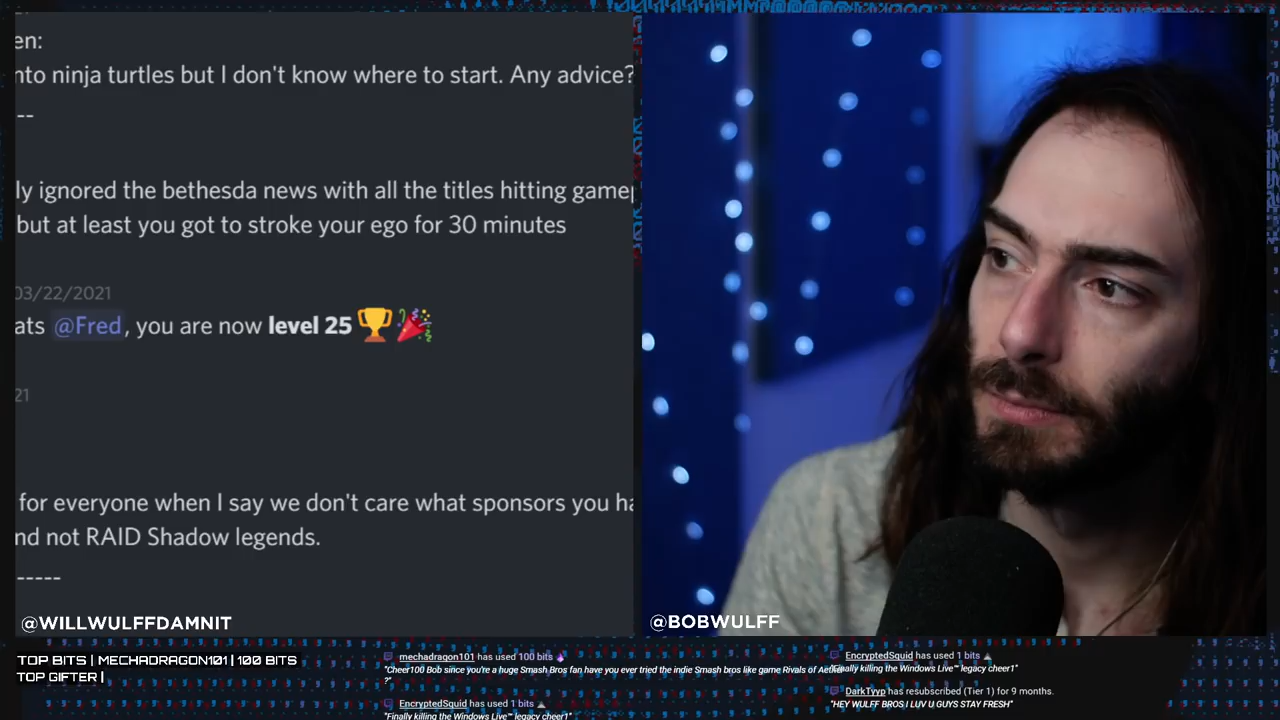 en:
nto ninja turtles but I don't know where to start. Any advice?
--
ly ignored the bethesda news with all the titles hitting gamep
but at least you got to stroke your ego for 30 minutes
03/22/2021
ats @Fred, you are now level 25
21
for everyone when I say we don't care what sponsors you ha
nd not RAID Shadow legends.
-----
@WILLWULFFDAMNIT
@BOBWULFF
TOP BITS | MECHADRAGON101 | 100 BITS
TOP GIFTER |
mechadragon101 has used 100 bits
"Cheer100 Bob since you're a huge Smash Bros fan have you ever tried the indie Smash bros like game Rivals of
?"
EncryptedSquid has used 1 bits
"Finally killing the Windows Live™ legacy cheer1"
EncryptedSquid has used 1 bits
"Finally killing the Windows Live™ legacy cheer1"
DarkTyyp has resubscribed (Tier 1) for 9 months.
"HEY WULFF BROS I LUV U GUYS STAY FRESH"